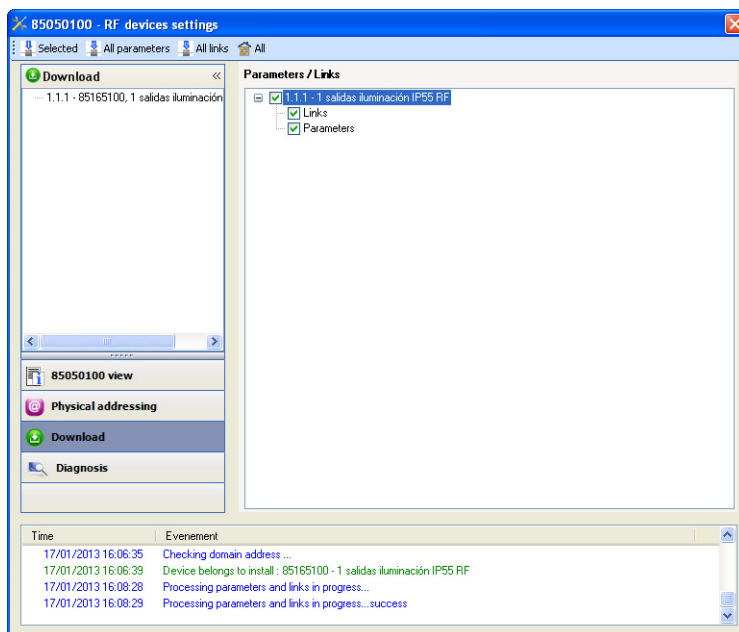 85050100 - RF devices settings
Selected All parameters All links All
Download
1.1.1 - 85165100, 1 salidas iluminación
85050100 view
Physical addressing
Download
Diagnosis
Parameters / Links
1.1.1 - 1 salidas iluminación IP55 RF
Links
Parameters
Time Evenement
17/01/2013 16:06:35 Checking domain address ...
17/01/2013 16:06:39 Device belongs to install : 85165100 - 1 salidas iluminación IP55 RF
17/01/2013 16:08:28 Processing parameters and links in progress...
17/01/2013 16:08:29 Processing parameters and links in progress...success